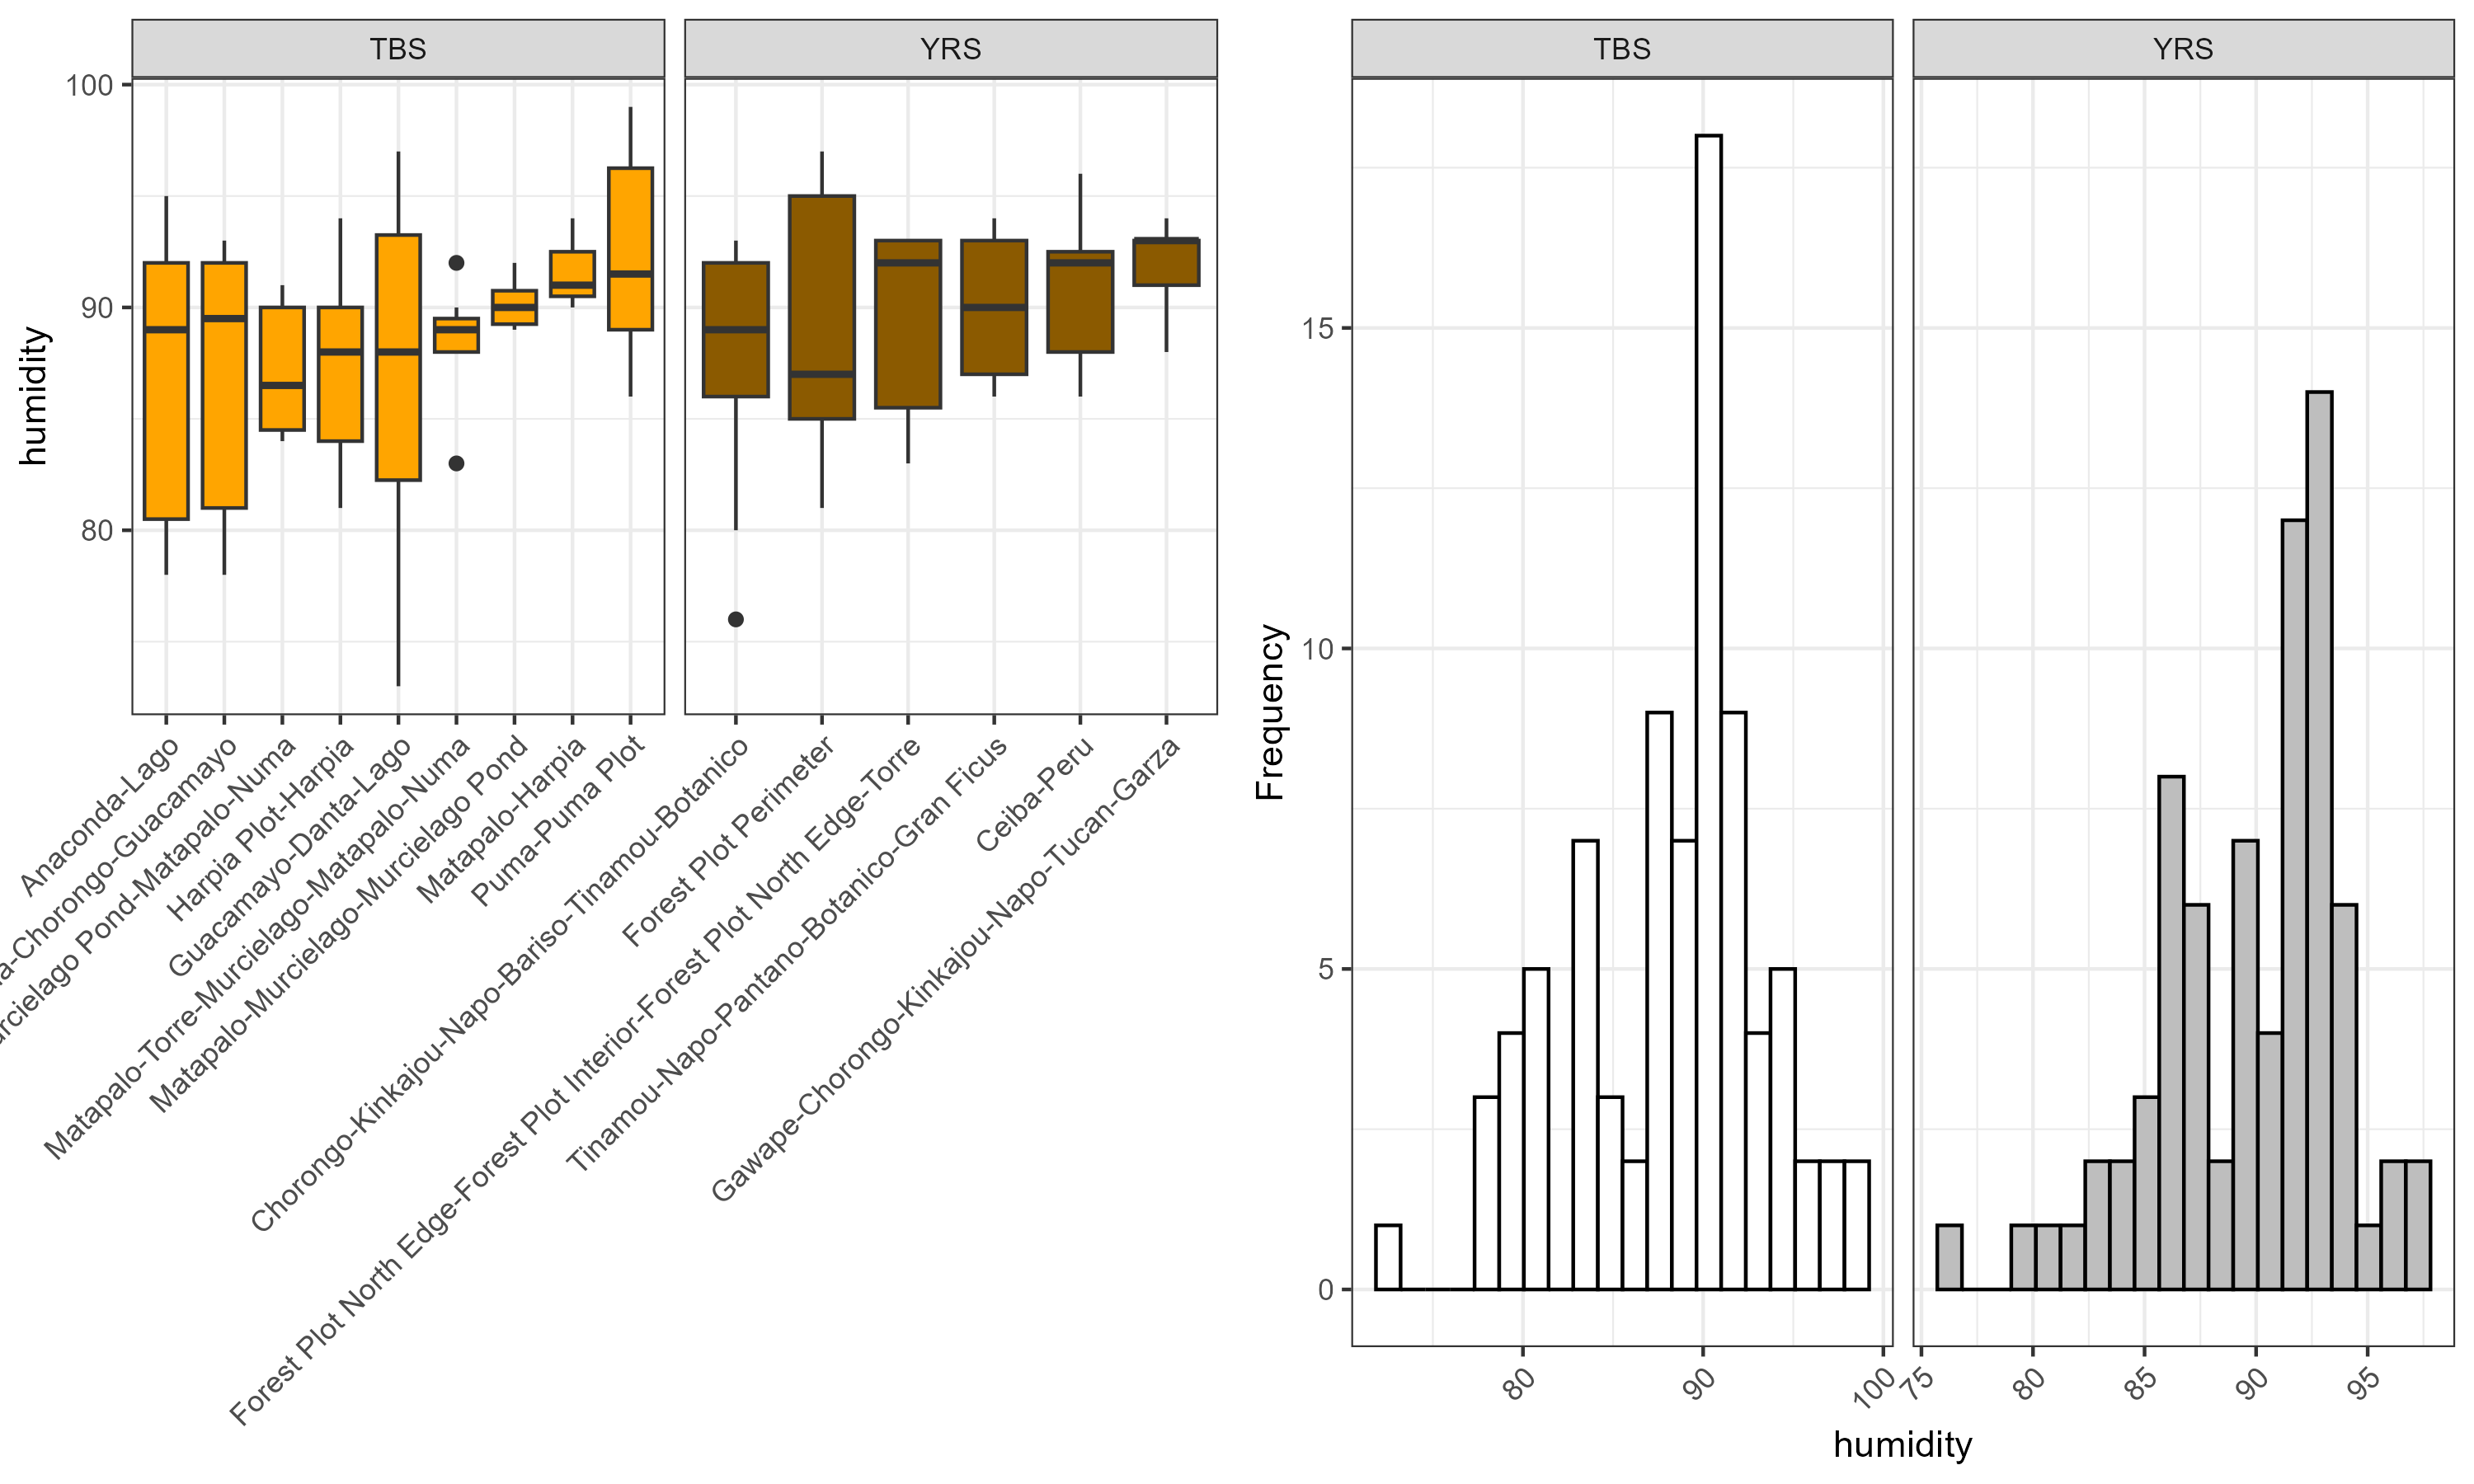 TBS
YRS
humidity
100
90
80
Anaconda-Lago
a-Chorongo-Guacamayo
urcielago Pond-Matapalo-Numa
Harpia Plot-Harpia
Guacamayo-Danta-Lago
Matapalo-Torre-Murcielago-Matapalo-Numa
Matapalo-Murcielago-Murcielago Pond
Matapalo-Harpia
Puma-Puma Plot
Chorongo-Kinkajou-Napo-Bariso-Tinamou-Botanico
Forest Plot Perimeter
Forest Plot North Edge-Forest Plot Interior-Forest Plot North Edge-Torre
Tinamou-Napo-Pantano-Botanico-Gran Ficus
Ceiba-Peru
Gawape-Chorongo-Kinkajou-Napo-Tucan-Garza
TBS
YRS
Frequency
15
10
5
0
80
90
100
75
80
85
90
95
humidity